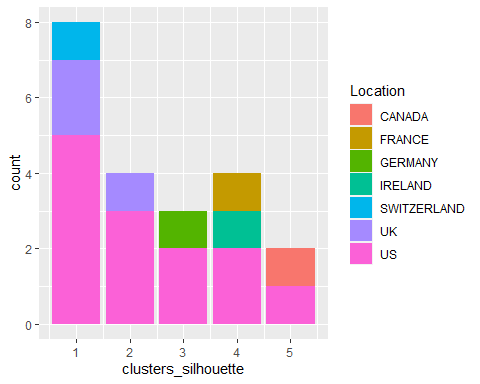 8
6
4
2
0
count
1 2 3 4 5
clusters_silhouette
Location
CANADA
FRANCE
GERMANY
IRELAND
SWITZERLAND
UK
US